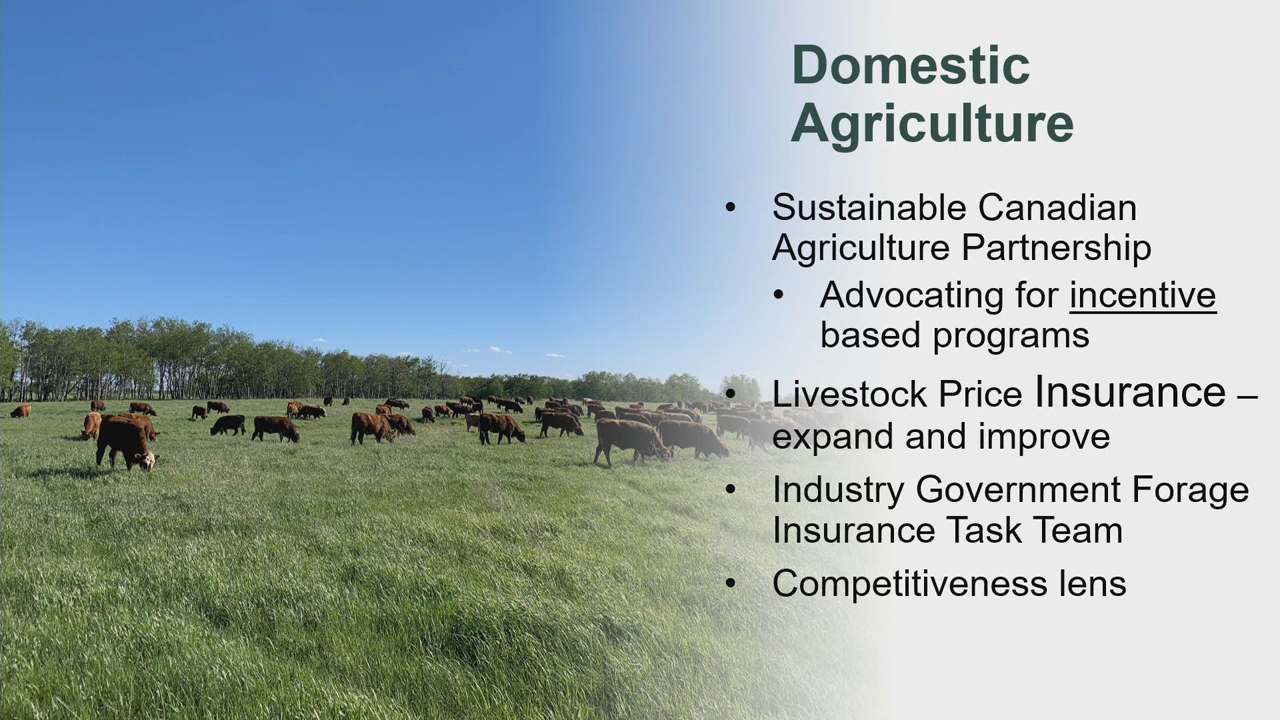 Domestic
Agriculture
• Sustainable Canadian
Agriculture Partnership
• Advocating for incentive
based programs
• Livestock Price Insurance –
expand and improve
• Industry Government Forage
Insurance Task Team
• Competitiveness lens